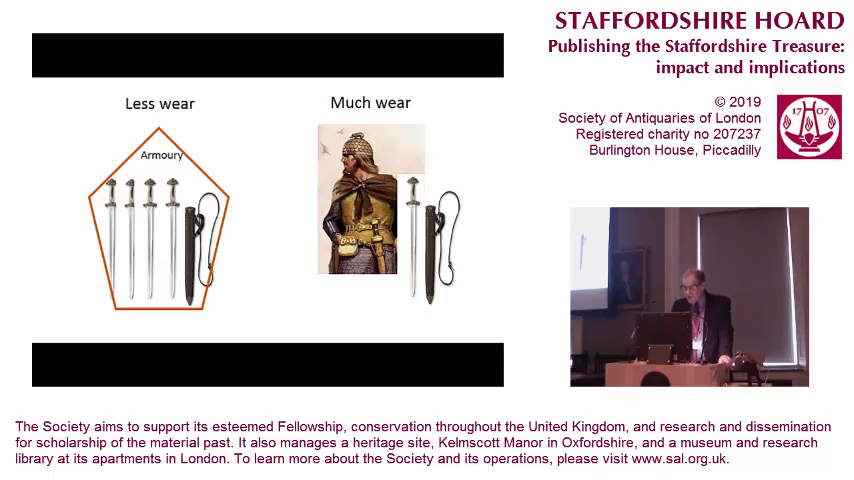 STAFFORDSHIRE HOARD
Publishing the Staffordshire Treasure:
impact and implications
© 2019
Society of Antiquaries of London
Registered charity no 207237
Burlington House, Piccadilly
17 07
Less wear
Much wear
Armoury
The Society aims to support its esteemed Fellowship, conservation throughout the United Kingdom, and research and dissemination
for scholarship of the material past. It also manages a heritage site, Kelmscott Manor in Oxfordshire, and a museum and research
library at its apartments in London. To learn more about the Society and its operations, please visit www.sal.org.uk.